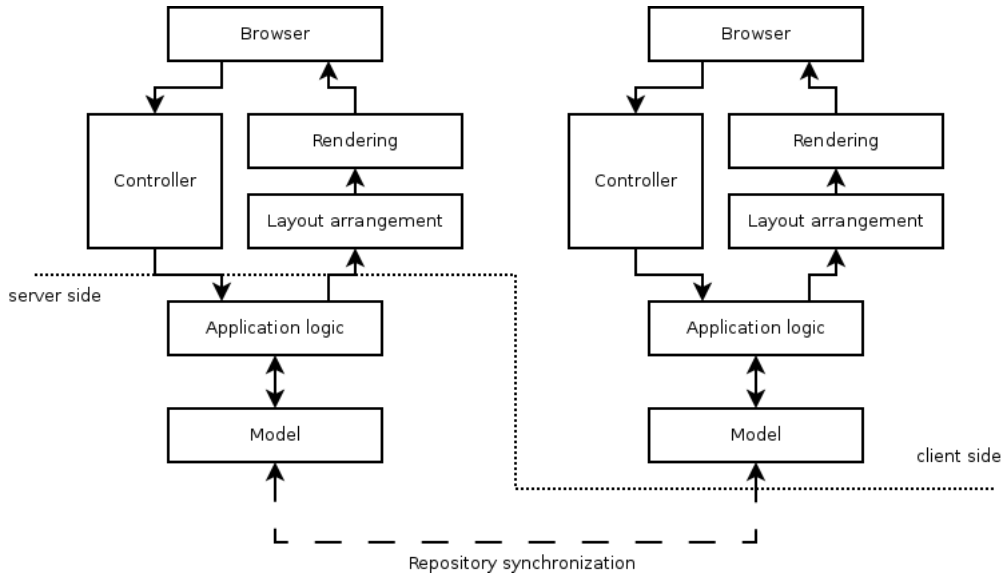 Browser
Browser
Rendering
Rendering
Controller
Controller
Layout arrangement
Layout arrangement
server side
Application logic
Application logic
Model
Model
client side
Repository synchronization